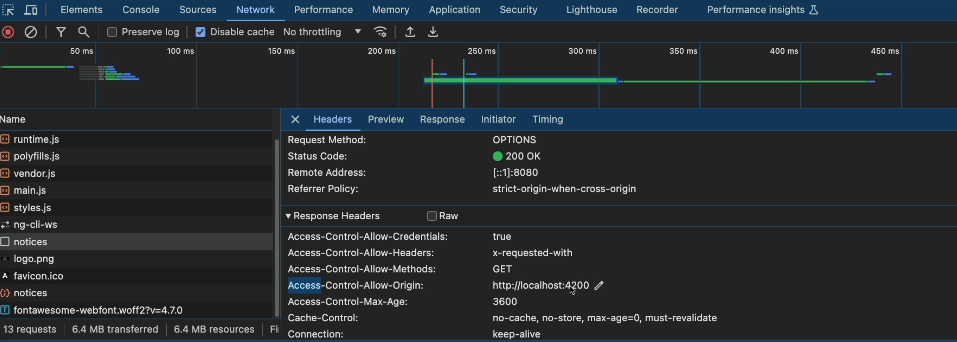 Elements Console Sources Network Performance Memory Application Security Lighthouse Recorder Performance insights
Preserve log Disable cache No throttling
50 ms 100 ms 150 ms 200 ms 250 ms 300 ms 350 ms 400 ms 450 ms
Name
runtime.js
polyfills.js
vendor.js
main.js
styles.js
ng-cli-ws
notices
logo.png
favicon.ico
notices
fontawesome-webfont.woff2?v=4.7.0
13 requests 6.4 MB transferred 6.4 MB resources Fi
Headers Preview Response Initiator Timing
Request Method: OPTIONS
Status Code: 200 OK
Remote Address: [::1]:8080
Referrer Policy: strict-origin-when-cross-origin
Response Headers Raw
Access-Control-Allow-Credentials: true
Access-Control-Allow-Headers: x-requested-with
Access-Control-Allow-Methods: GET
Access-Control-Allow-Origin: http://localhost:4200
Access-Control-Max-Age: 3600
Cache-Control: no-cache, no-store, max-age=0, must-revalidate
Connection: keep-alive